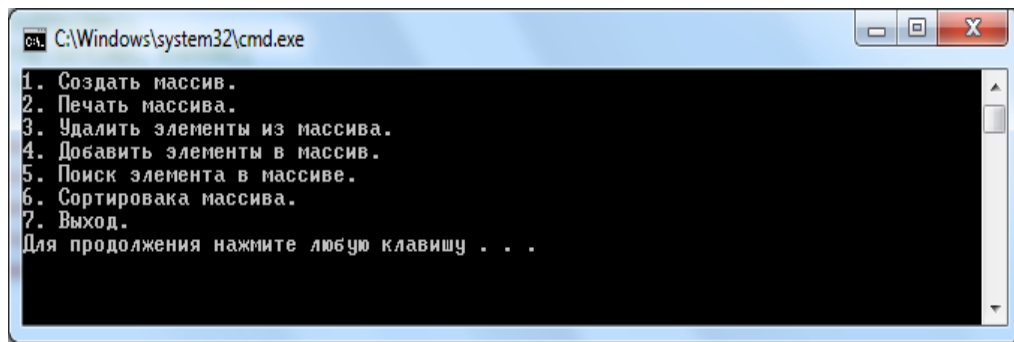 C:\Windows\system32\cmd.exe
1. Создать массив.
2. Печать массива.
3. Удалить элементы из массива.
4. Добавить элементы в массив.
5. Поиск элемента в массиве.
6. Сортировака массива.
7. Выход.
Для продолжения нажмите любую клавишу . . .